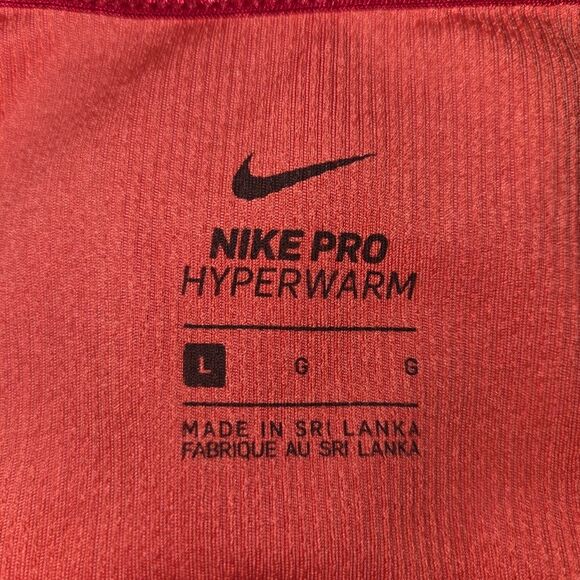 NIKE PRO
HYPERWARM
L G G
MADE IN SRI LANKA
FABRIQUE AU SRI LANKA